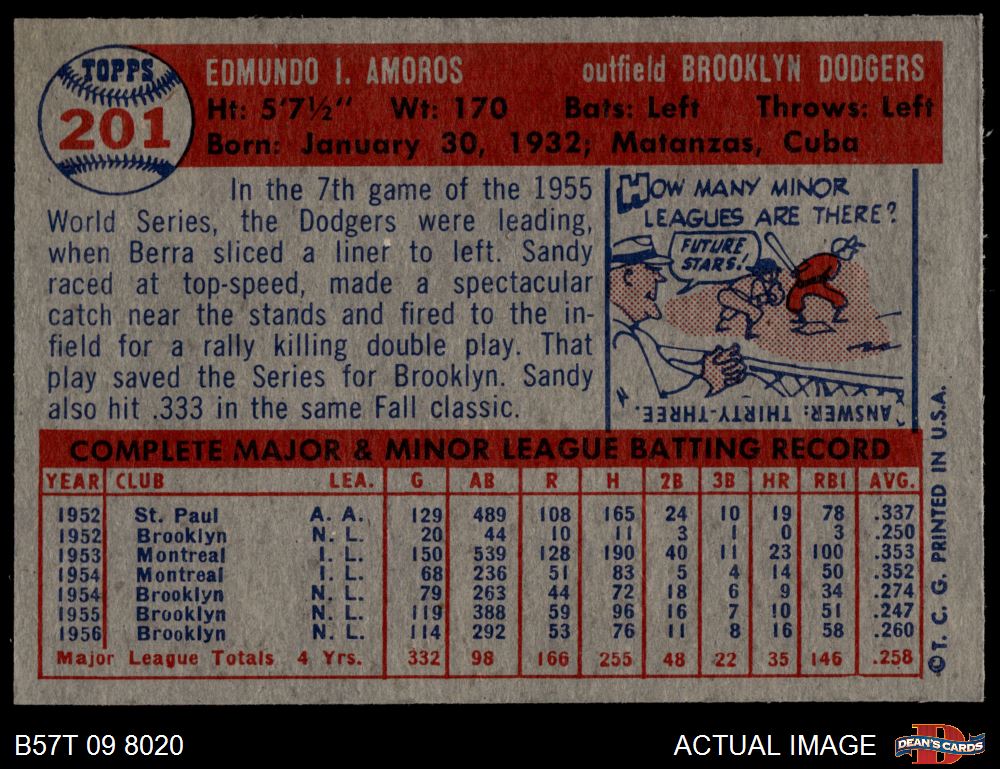 TOPPS
201
EDMUNDO I. AMOROS outfield BROOKLYN DODGERS
Ht: 5'7½" Wt: 170 Bats: Left Throws: Left
Born: January 30, 1932; Matanzas, Cuba
In the 7th game of the 1955
World Series, the Dodgers were leading,
when Berra sliced a liner to left. Sandy
raced at top-speed, made a spectacular
catch near the stands and fired to the in-
field for a rally killing double play. That
play saved the Series for Brooklyn. Sandy
also hit .333 in the same Fall classic.
HOW MANY MINOR
LEAGUES ARE THERE?
FUTURE
STARS!
ANSWER: THIRTY-THREE.
COMPLETE MAJOR & MINOR LEAGUE BATTING RECORD
YEAR CLUB LEA. G AB R H 2B 3B HR RBI AVG.
1952 St. Paul A. A. 129 489 108 165 24 10 19 78 .337
1952 Brooklyn N. L. 20 44 10 11 3 1 0 3 .250
1953 Montreal I. L. 150 539 128 190 40 11 23 100 .353
1954 Montreal I. L. 68 236 51 83 5 4 14 50 .352
1954 Brooklyn N. L. 79 263 44 72 18 6 9 34 .274
1955 Brooklyn N. L. 119 388 59 96 16 7 10 51 .247
1956 Brooklyn N. L. 114 292 53 76 11 8 16 58 .260
Major League Totals 4 Yrs. 332 98 166 255 48 22 35 146 .258
© T. C. G. PRINTED IN U.S.A.
B57T 09 8020
ACTUAL IMAGE
D
DEAN'S CARDS